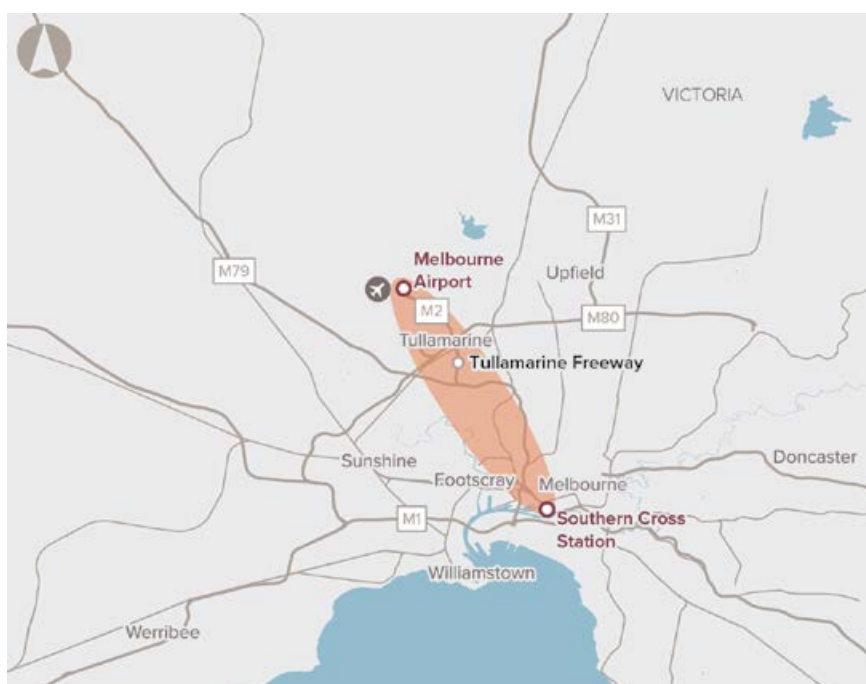 VICTORIA
M31
Melbourne
Airport
M79
Upfield
M2
M80
Tullamarine
Tullamarine Freeway
Sunshine
Doncaster
Footscray
Melbourne
M1
Southern Cross
Station
Williamstown
Werribee